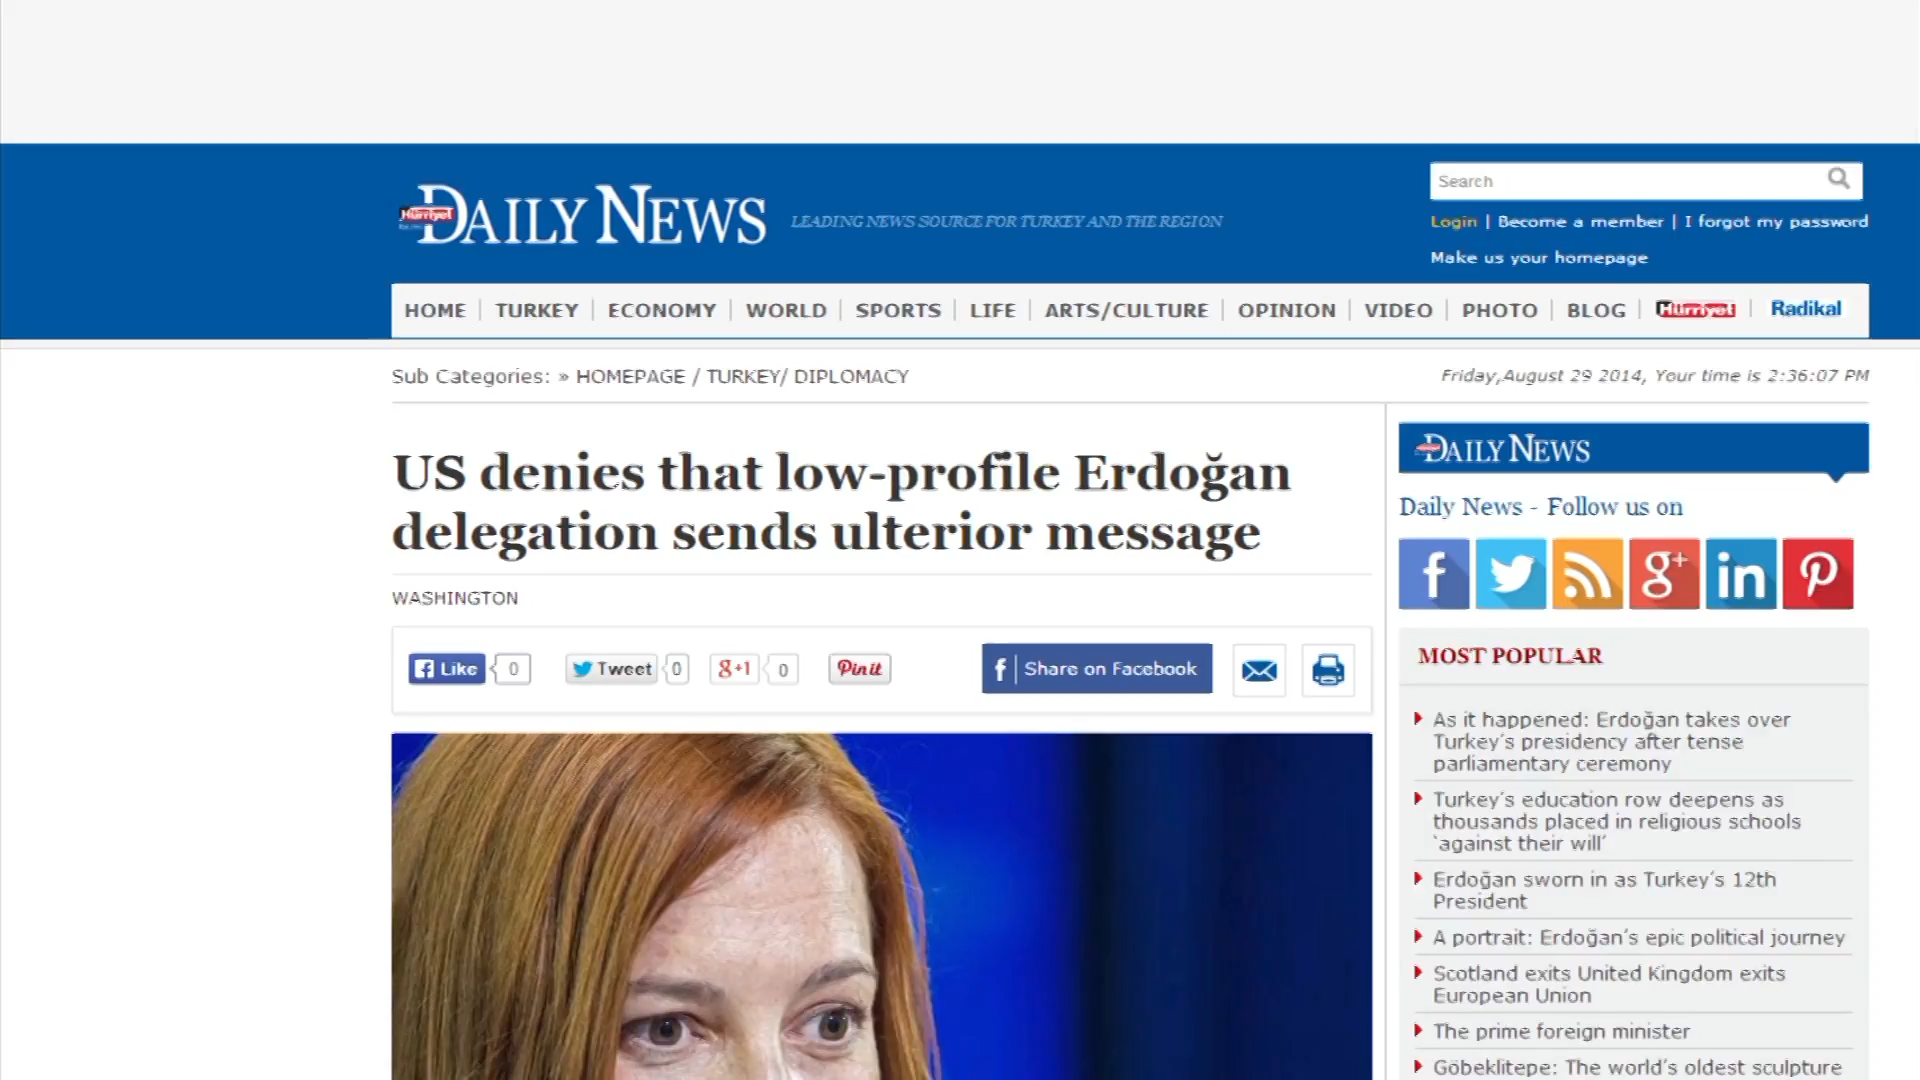 Hürriyet
DAILY NEWS
LEADING NEWS SOURCE FOR TURKEY AND THE REGION
Search
Login | Become a member | I forgot my password
Make us your homepage
HOME | TURKEY | ECONOMY | WORLD | SPORTS | LIFE | ARTS/CULTURE | OPINION | VIDEO | PHOTO | BLOG | Hürriyet | Radikal
Sub Categories: » HOMEPAGE / TURKEY/ DIPLOMACY
Friday,August 29 2014, Your time is 2:36:07 PM
US denies that low-profile Erdoğan
delegation sends ulterior message
WASHINGTON
Like 0 Tweet 0 g+1 0 Pinit f Share on Facebook
DAILY NEWS
Daily News - Follow us on
f g+ in
MOST POPULAR
As it happened: Erdoğan takes over
Turkey's presidency after tense
parliamentary ceremony
Turkey's education row deepens as
thousands placed in religious schools
‘against their will’
Erdoğan sworn in as Turkey's 12th
President
A portrait: Erdoğan's epic political journey
Scotland exits United Kingdom exits
European Union
The prime foreign minister
Göbeklitepe: The world's oldest sculpture